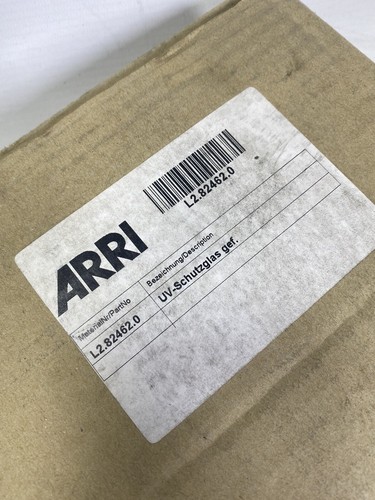 L2.82462.0
ARRI
MaterialNr/PartNo
Bezeichnung/Description
L2.82462.0
UV-Schutzglas gef.